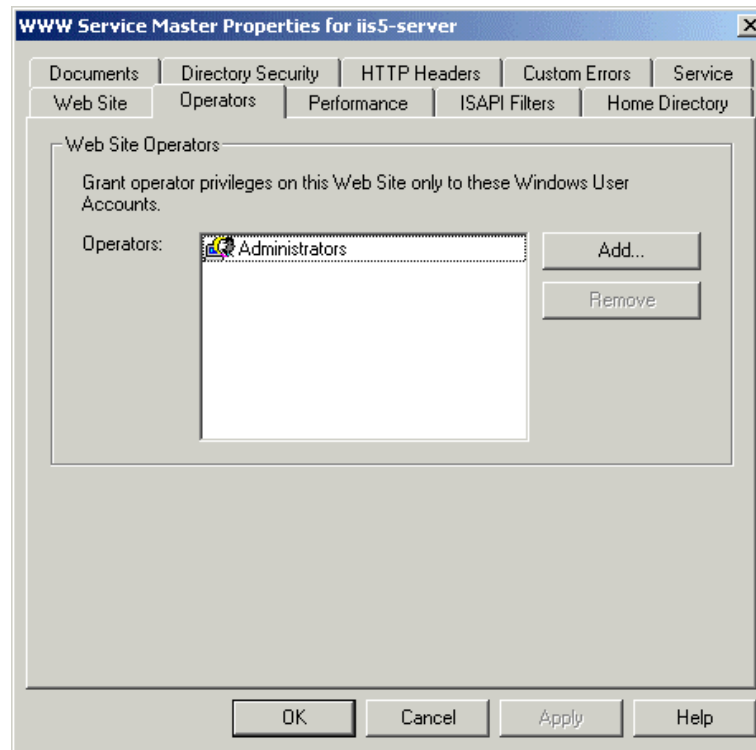 WWW Service Master Properties for iis5-server
Documents Directory Security HTTP Headers Custom Errors Service
Web Site Operators Performance ISAPI Filters Home Directory
Web Site Operators
Grant operator privileges on this Web Site only to these Windows User
Accounts.
Operators: Administrators Add...
Remove
OK Cancel Apply Help